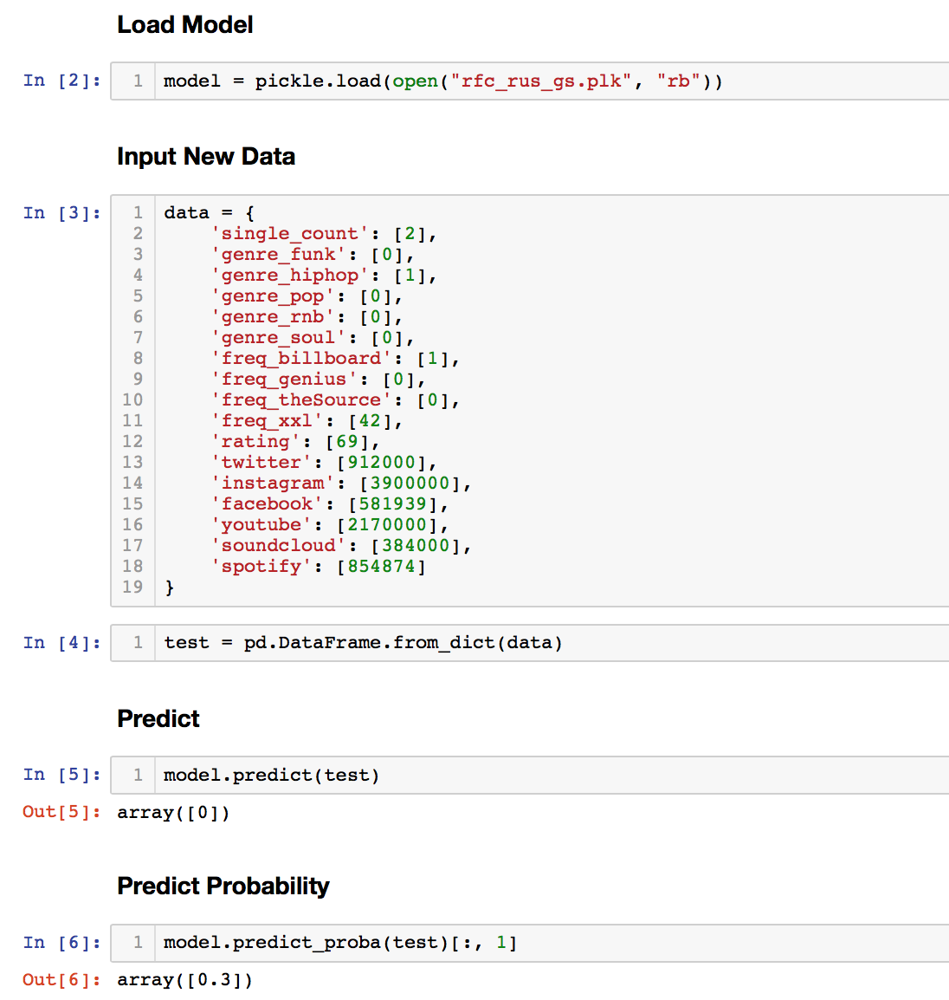 Load Model
In [2]: 1 model = pickle.load(open("rfc_rus_gs.plk", "rb"))
Input New Data
In [3]: 1 data = {
2 'single_count': [2],
3 'genre_funk': [0],
4 'genre_hiphop': [1],
5 'genre_pop': [0],
6 'genre_rnb': [0],
7 'genre_soul': [0],
8 'freq_billboard': [1],
9 'freq_genius': [0],
10 'freq_theSource': [0],
11 'freq_xxl': [42],
12 'rating': [69],
13 'twitter': [912000],
14 'instagram': [3900000],
15 'facebook': [581939],
16 'youtube': [2170000],
17 'soundcloud': [384000],
18 'spotify': [854874]
19 }
In [4]: 1 test = pd.DataFrame.from_dict(data)
Predict
In [5]: 1 model.predict(test)
Out[5]: array([0])
Predict Probability
In [6]: 1 model.predict_proba(test)[:, 1]
Out[6]: array([0.3])